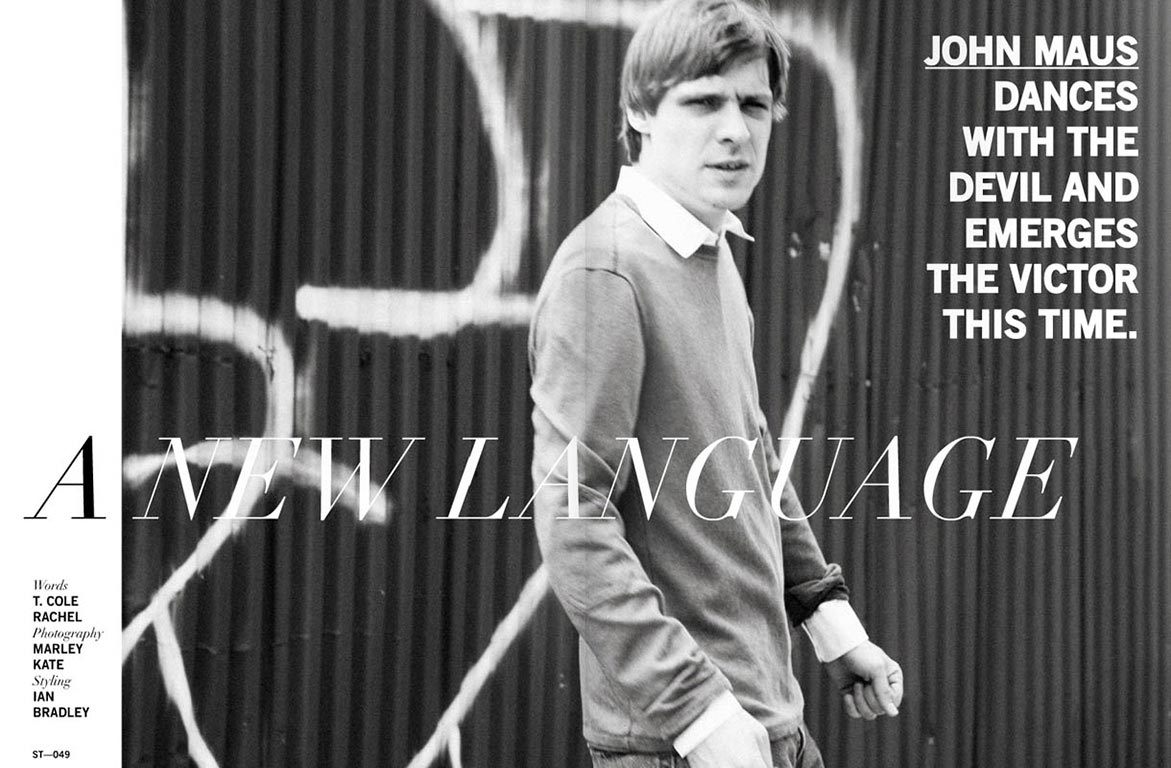 JOHN MAUS
DANCES
WITH THE
DEVIL AND
EMERGES
THE VICTOR
THIS TIME.
A NEW LANGUAGE
Words
T. COLE
RACHEL
Photography
MARLEY
KATE
Styling
IAN
BRADLEY
ST—049